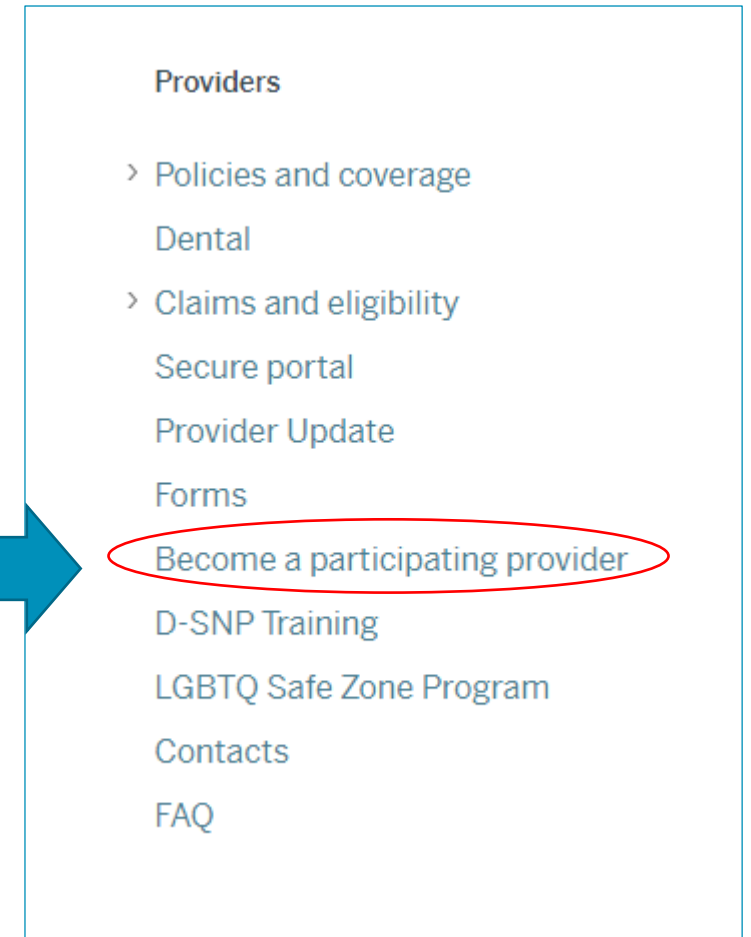 Providers
Policies and coverage
Dental
Claims and eligibility
Secure portal
Provider Update
Forms
Become a participating provider
D-SNP Training
LGBTQ Safe Zone Program
Contacts
FAQ